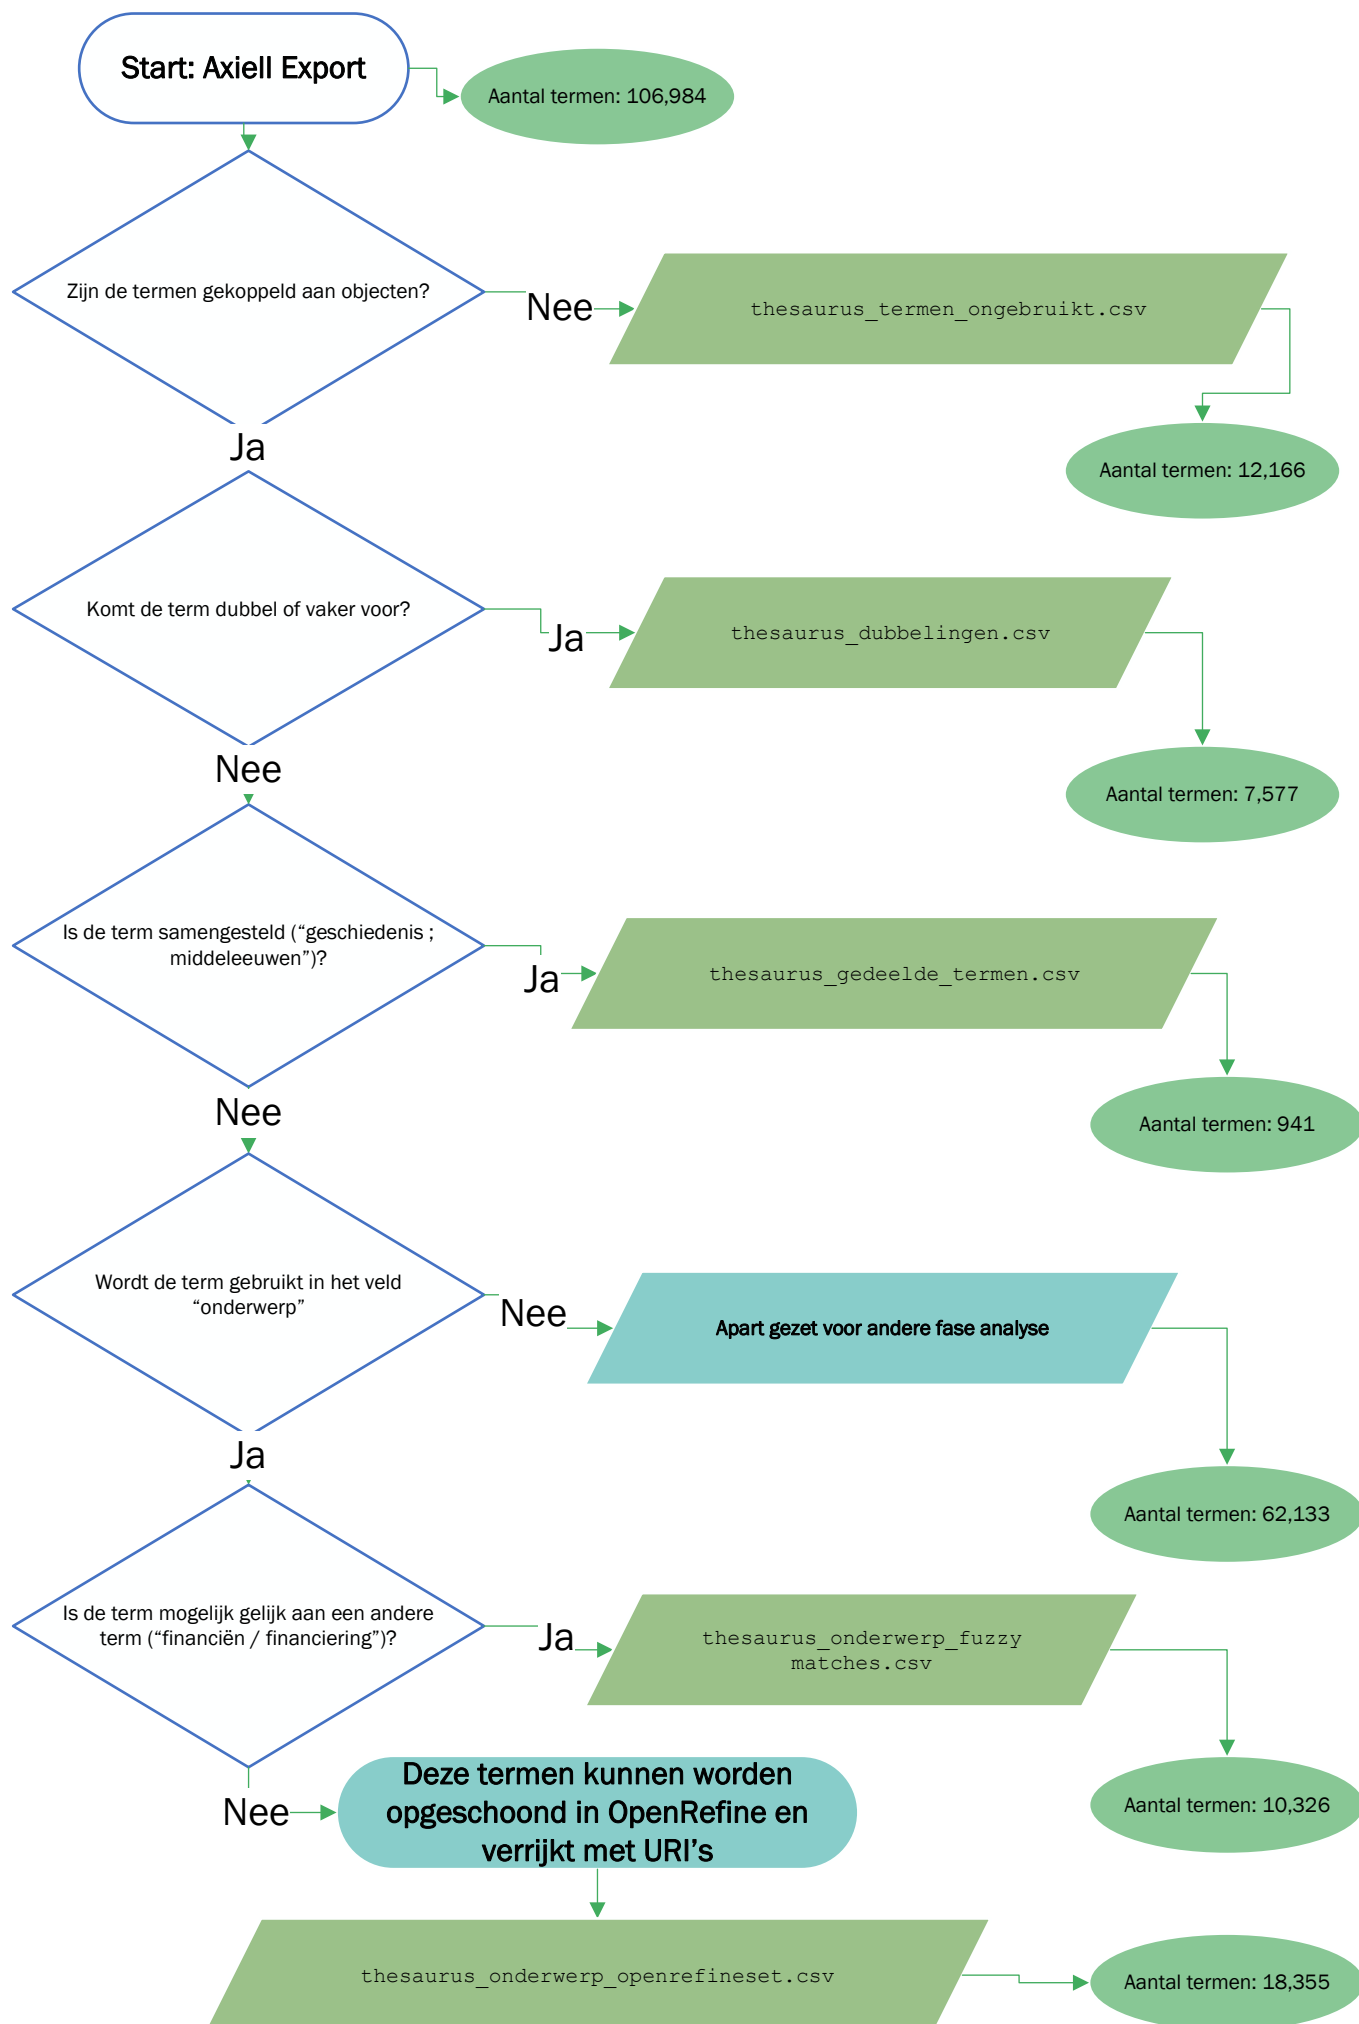 Start: Axiell Export
Aantal termen: 106,984
Zijn de termen gekoppeld aan objecten?
Nee
thesaurus_termen_ongebruikt.csv
Aantal termen: 12,166
Ja
Komt de term dubbel of vaker voor?
Ja
thesaurus_dubbelingen.csv
Aantal termen: 7,577
Nee
Is de term samengesteld (“geschiedenis ;
middeleeuwen”)?
Ja
thesaurus_gedeelde_termen.csv
Aantal termen: 941
Nee
Wordt de term gebruikt in het veld
“onderwerp”
Nee
Apart gezet voor andere fase analyse
Aantal termen: 62,133
Ja
Is de term mogelijk gelijk aan een andere
term (“financiën / financiering”)?
Ja
thesaurus_onderwerp_fuzzy
matches.csv
Aantal termen: 10,326
Nee
Deze termen kunnen worden
opgeschoond in OpenRefine en
verrijkt met URI’s
thesaurus_onderwerp_openrefineset.csv
Aantal termen: 18,355